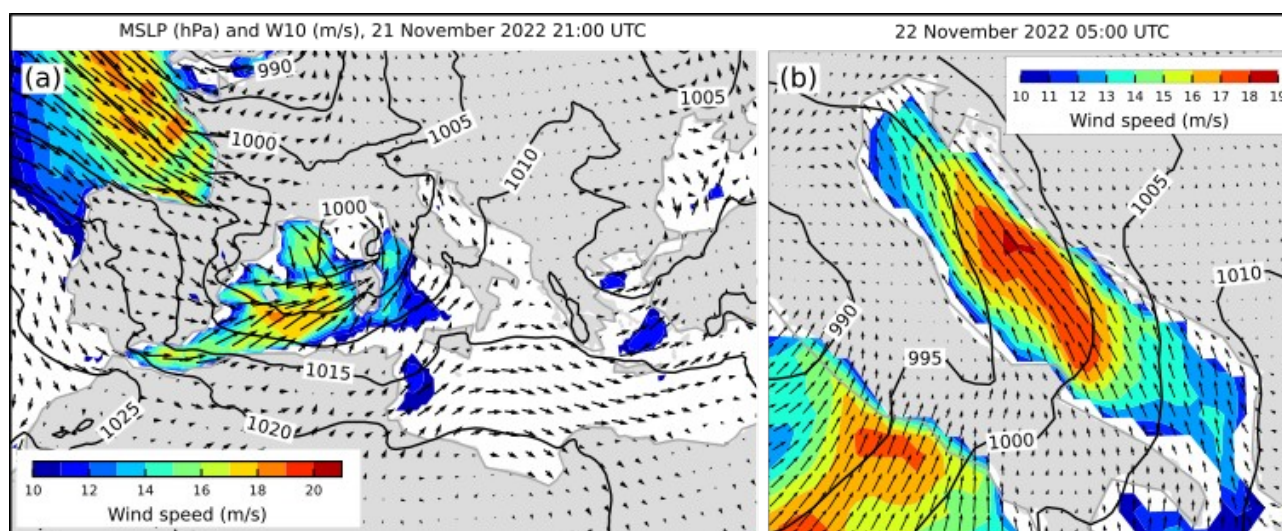 MSLP (hPa) and W10 (m/s), 21 November 2022 21:00 UTC
22 November 2022 05:00 UTC
(a)
990
1000
1005
1005
1010
1000
1015
1020
1025
10 12 14 16 18 20
Wind speed (m/s)
(b)
10 11 12 13 14 15 16 17 18 19
Wind speed (m/s)
1005
1010
990
995
1000